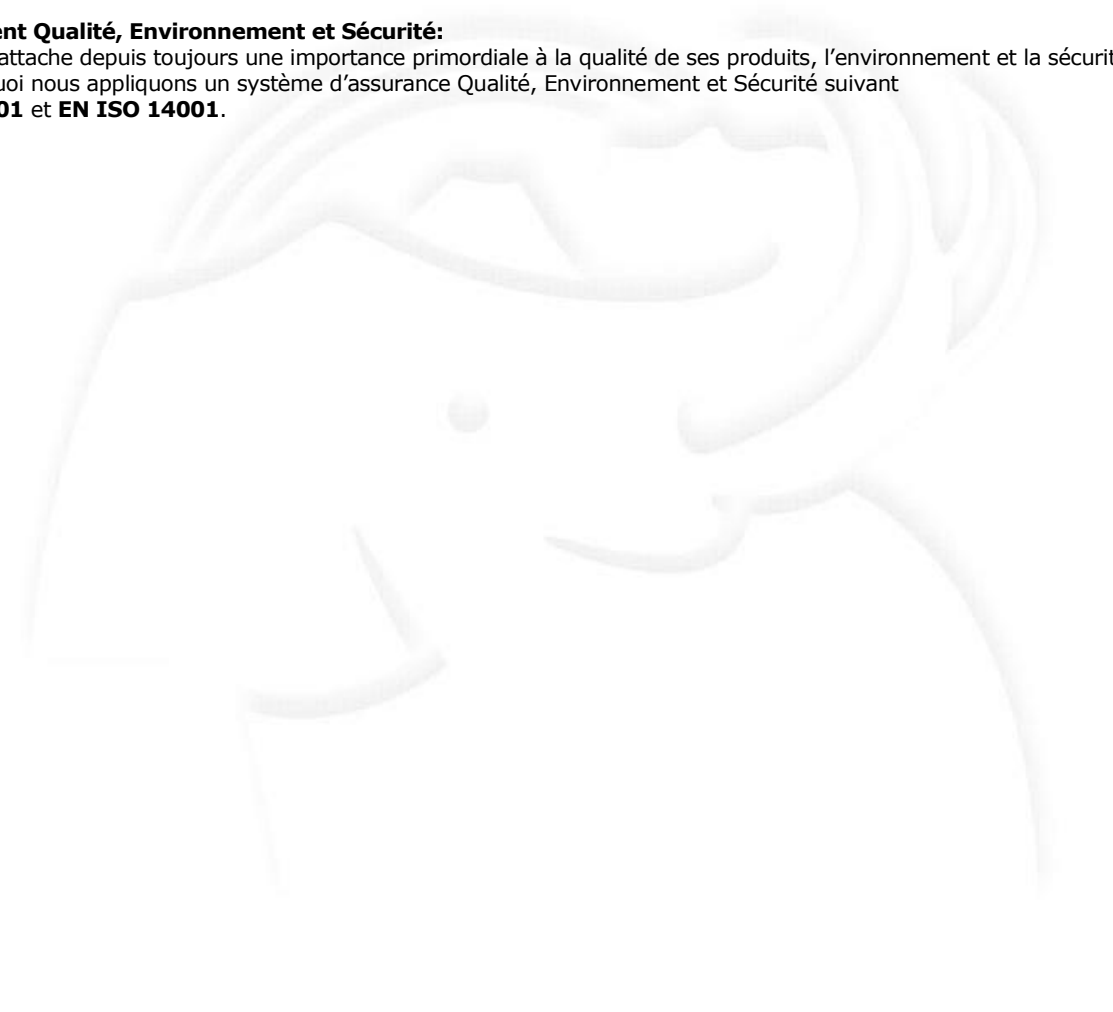 ent Qualité, Environnement et Sécurité:
attache depuis toujours une importance primordiale à la qualité de ses produits, l’environnement et la sécurit
uoi nous appliquons un système d’assurance Qualité, Environnement et Sécurité suivant
01 et EN ISO 14001.